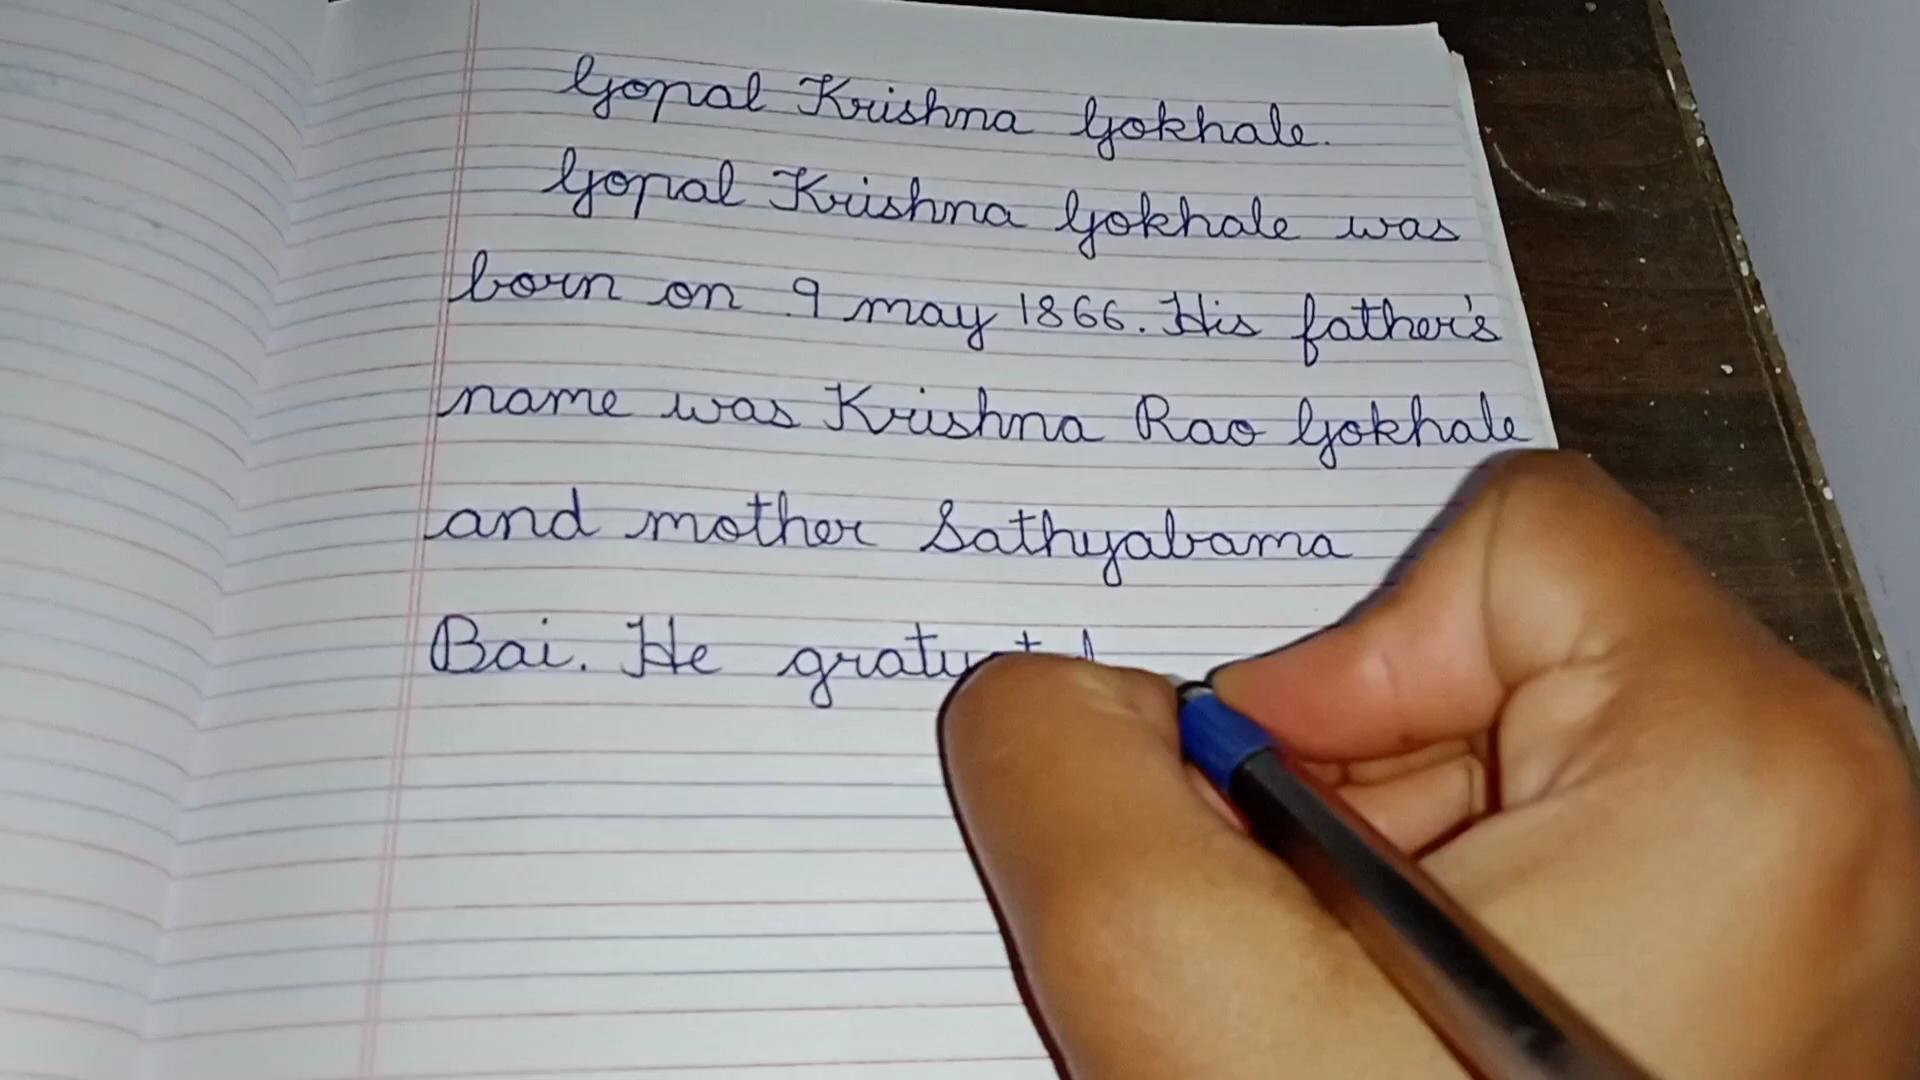 Gopal Krishna Gokhale.
Gopal Krishna Gokhale was
born on 9 may 1866. His father's
name was Krishna Rao Gokhale
and mother Sathyabama
Bai. He